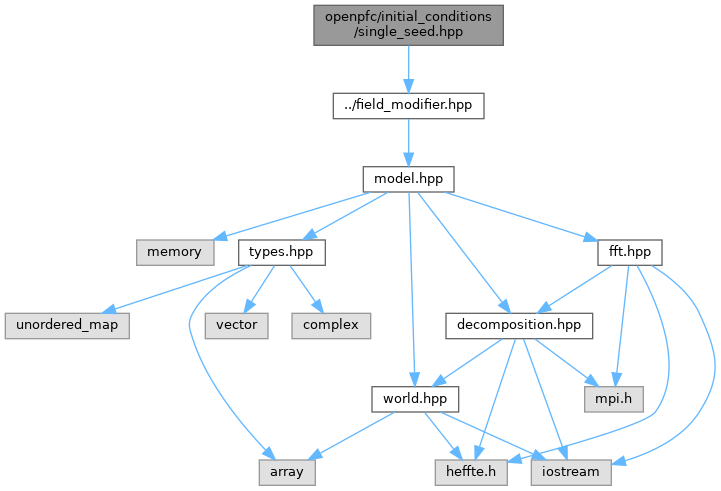 openpfc/initial_conditions
/single_seed.hpp
../field_modifier.hpp
model.hpp
memory
types.hpp
fft.hpp
unordered_map
vector
complex
decomposition.hpp
world.hpp
mpi.h
array
heffte.h
iostream